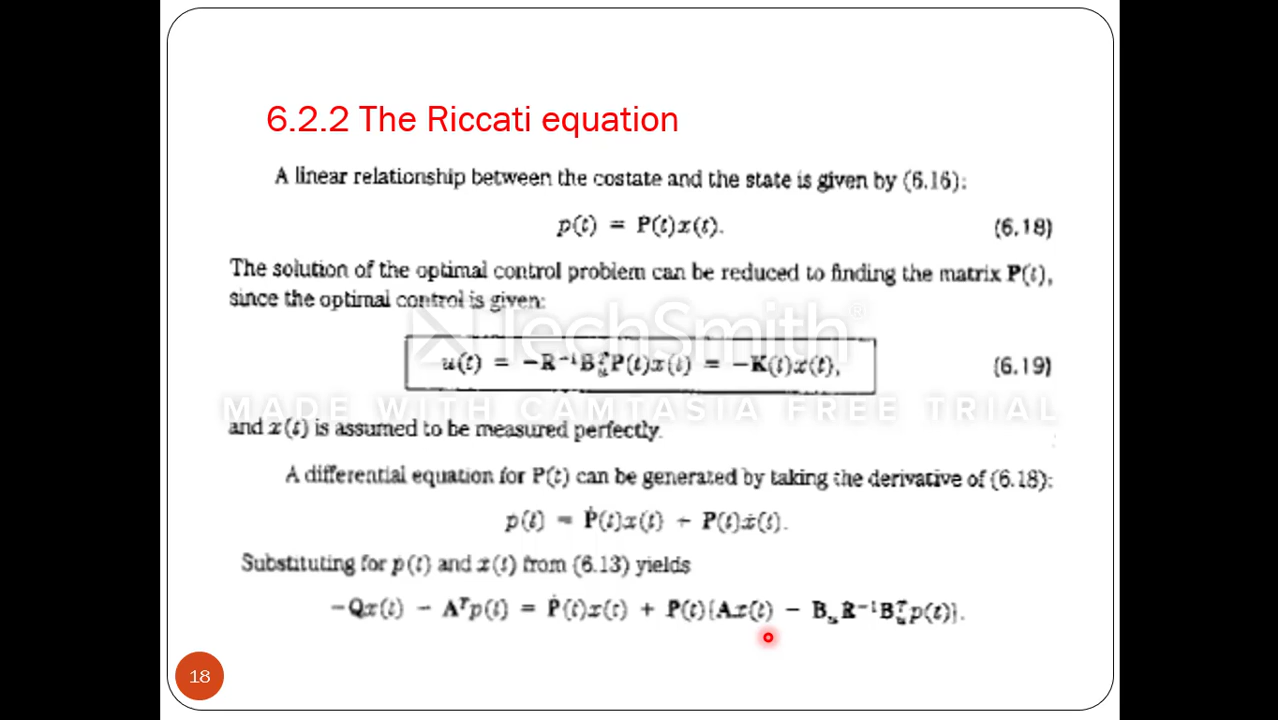 6.2.2 The Riccati equation
A linear relationship between the costate and the state is given by (6.16):
p(t) = P(t)x(t). (6.18)
The solution of the optimal control problem can be reduced to finding the matrix P(t),
since the optimal control is given:
TechSmith®
u(t) = −R⁻¹BᵤᵀP(t)x(t) = −K(t)x(t), (6.19)
MADE WITH CAMTASIA FREE TRIAL
and x(t) is assumed to be measured perfectly.
A differential equation for P(t) can be generated by taking the derivative of (6.18):
ṗ(t) = Ṗ(t)x(t) + P(t)ẋ(t).
Substituting for ṗ(t) and ẋ(t) from (6.13) yields
−Qx(t) − Aᵀp(t) = Ṗ(t)x(t) + P(t){Ax(t) − BᵤR⁻¹Bᵤᵀp(t)}.
18